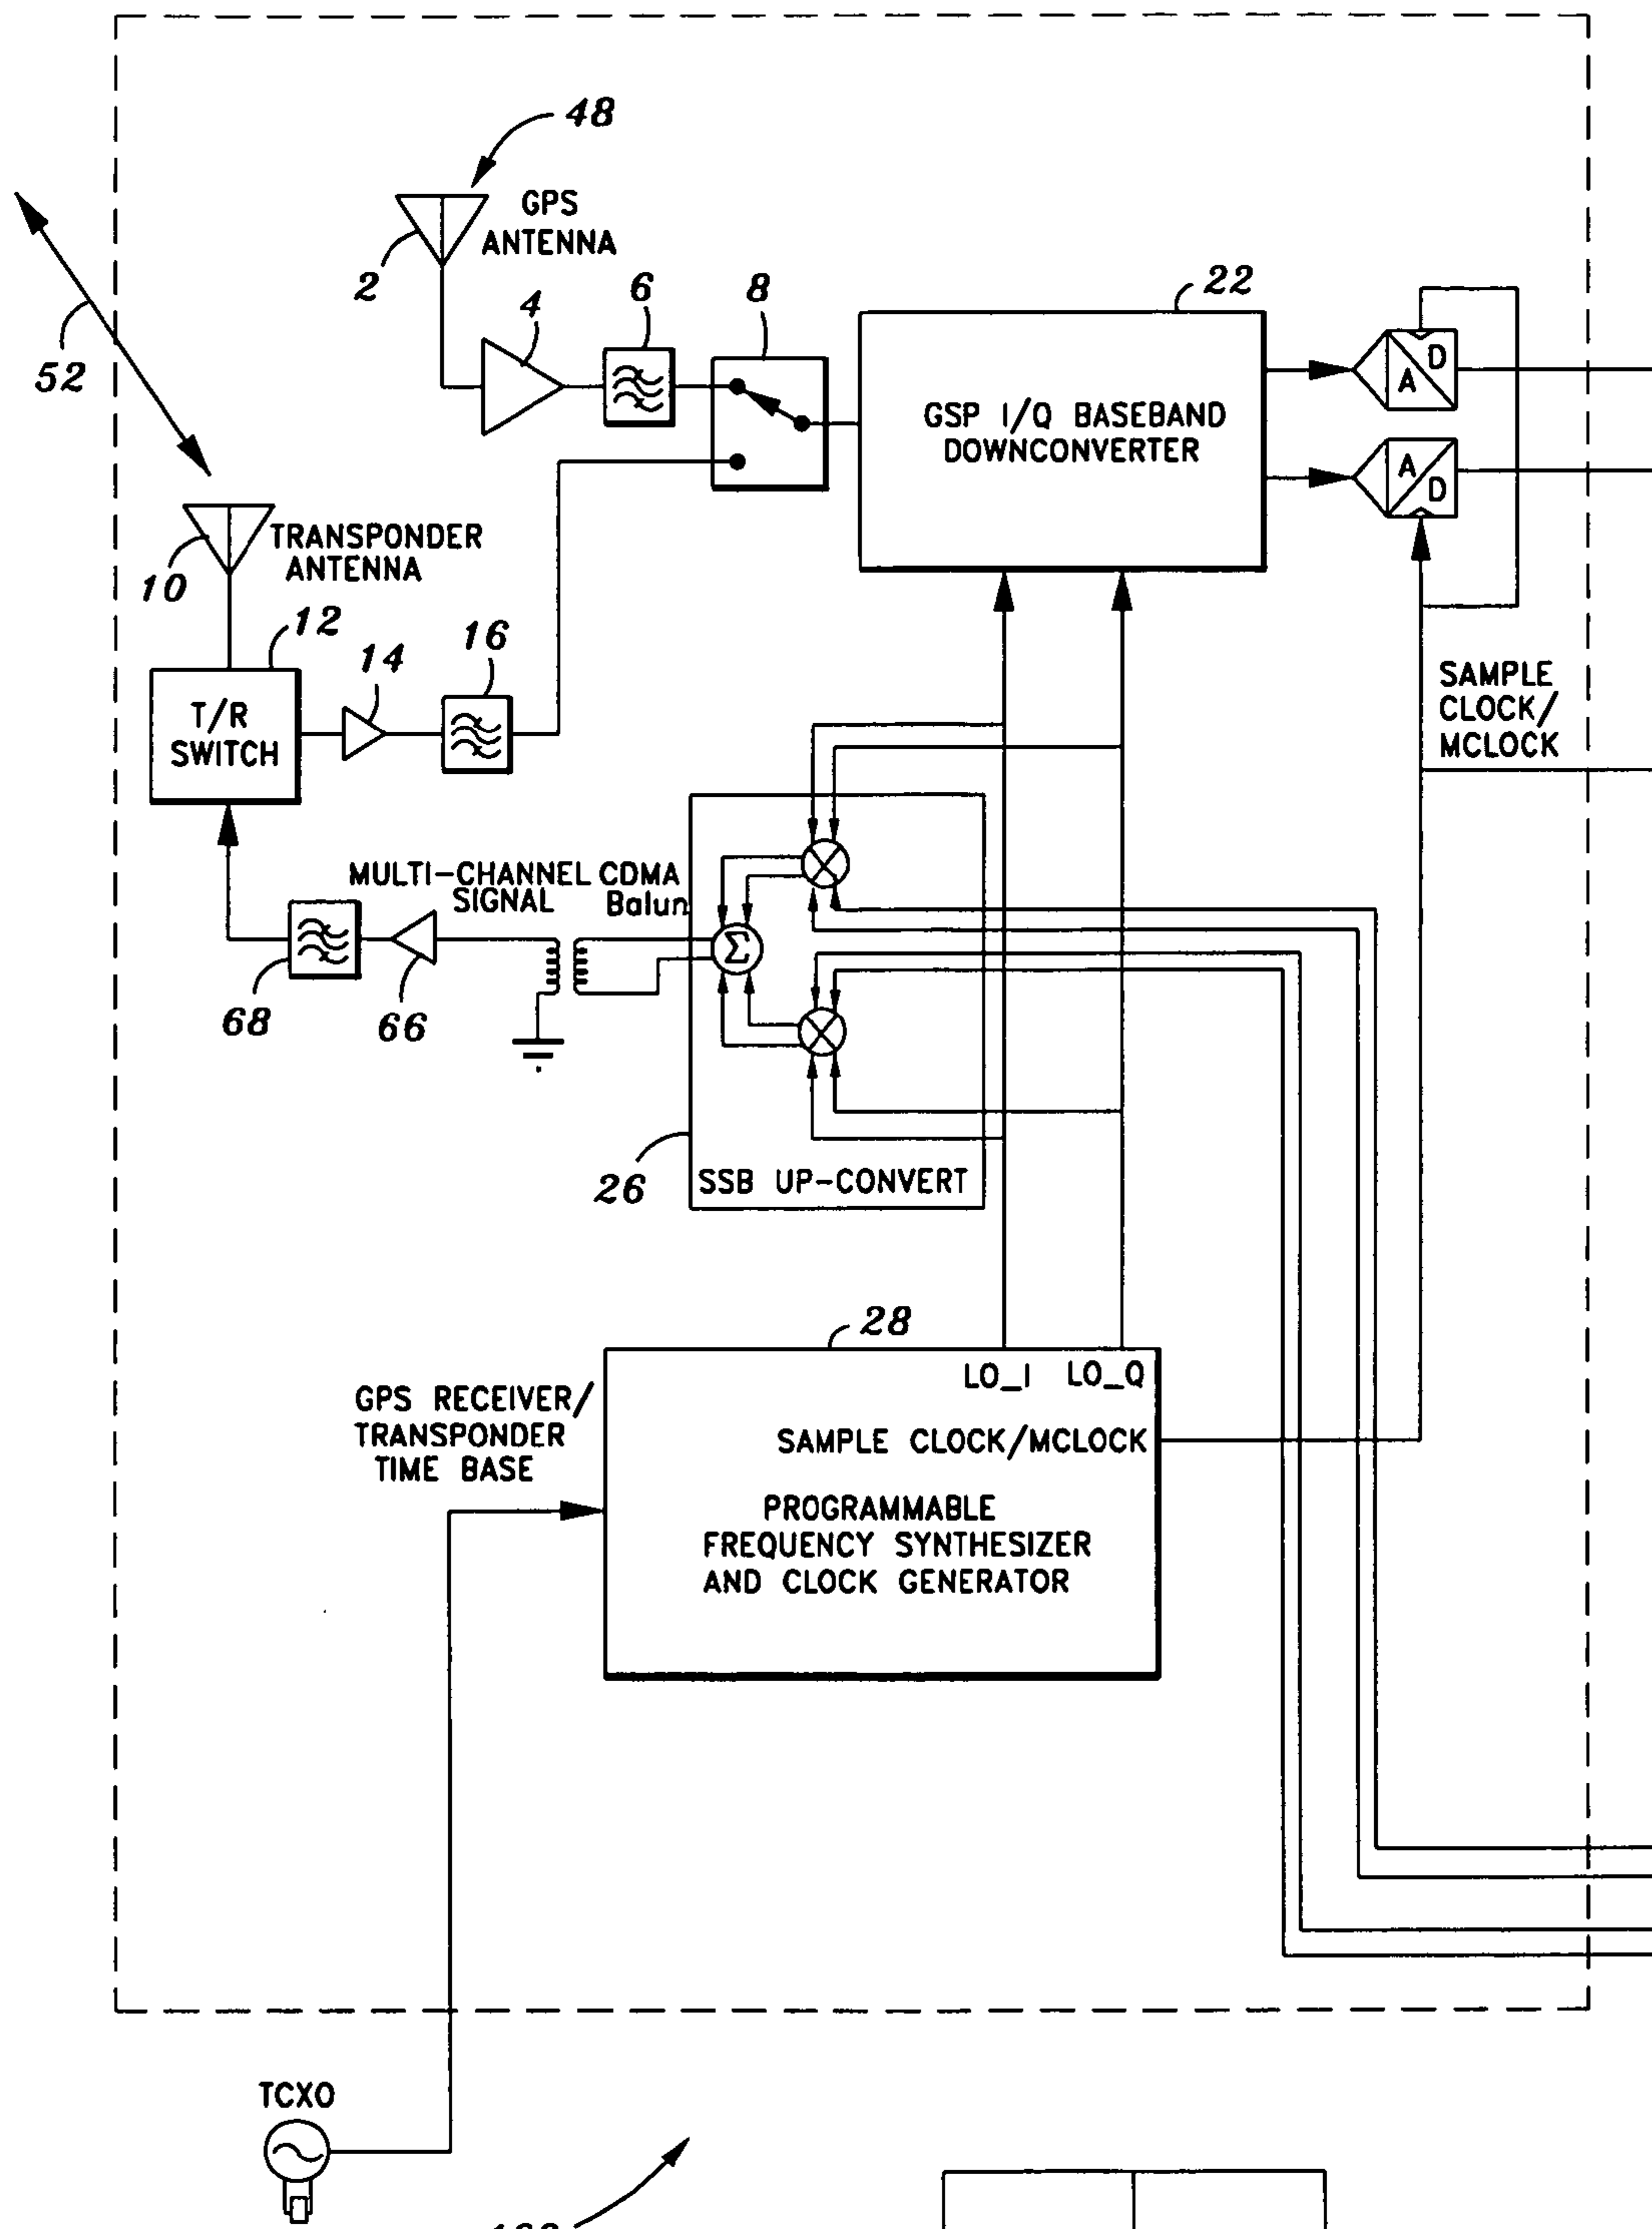 48
GPS
ANTENNA
2
4
6
8
22
52
D
A
GSP I/Q BASEBAND
DOWNCONVERTER
A
D
10
TRANSPONDER
ANTENNA
12
14
16
T/R
SWITCH
SAMPLE
CLOCK/
MCLOCK
MULTI-CHANNEL CDMA
SIGNAL
Balun
Σ
68
66
26
SSB UP-CONVERT
28
LO_I
LO_Q
GPS RECEIVER/
TRANSPONDER
TIME BASE
SAMPLE CLOCK/MCLOCK
PROGRAMMABLE
FREQUENCY SYNTHESIZER
AND CLOCK GENERATOR
TCXO